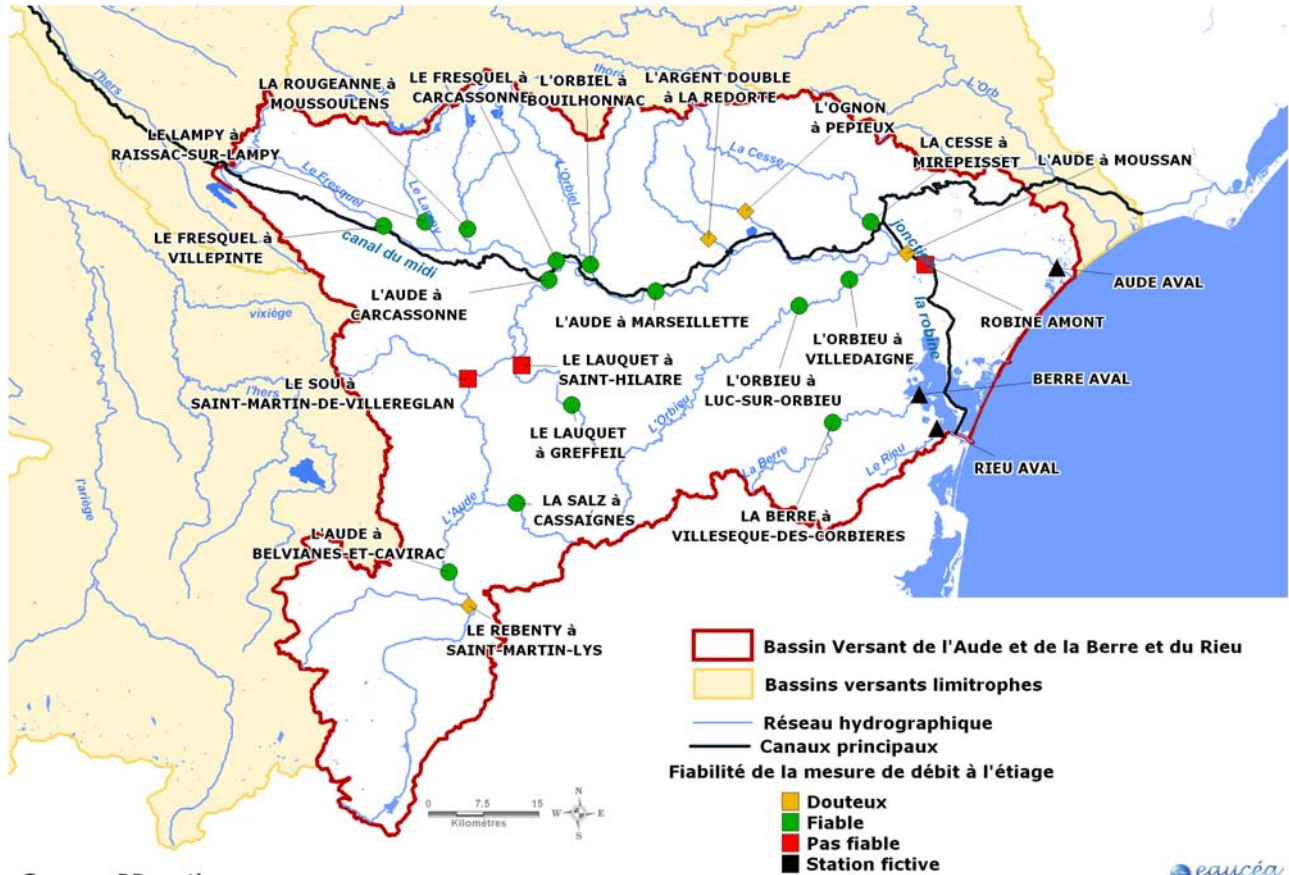 l'hers
LA ROUGEANNE à
MOUSSOULENS
LE FRESQUEL à
CARCASSONNE
L'ORBIEL à
BOUILHONNAC
thoré
L'ARGENT DOUBLE
à LA REDORTE
L'Orb
L'OGNON
à PEPIEUX
LE LAMPY à
RAISSAC-SUR-LAMPY
LA CESSE à
MIREPEISSET
L'AUDE à MOUSSAN
La Cesse
Le Fresquel
Le Lampy
L'Orbiel
LE FRESQUEL à
VILLEPINTE
canal du midi
jonction
L'AUDE à
CARCASSONNE
L'AUDE à MARSEILLETTE
L'ORBIEU à
VILLEDAIGNE
la robine
ROBINE AMONT
AUDE AVAL
vixiège
l'hers
LE SOU à
SAINT-MARTIN-DE-VILLEREGLAN
LE LAUQUET à
SAINT-HILAIRE
L'ORBIEU à
LUC-SUR-ORBIEU
BERRE AVAL
LE LAUQUET
à GREFFEIL
L'Orbieu
La Berre
Le Rieu
RIEU AVAL
l'ariège
L'Aude
LA SALZ à
CASSAIGNES
LA BERRE à
VILLESEQUE-DES-CORBIERES
L'AUDE à
BELVIANES-ET-CAVIRAC
LE REBENTY à
SAINT-MARTIN-LYS
Bassin Versant de l'Aude et de la Berre et du Rieu
Bassins versants limitrophes
Réseau hydrographique
Canaux principaux
Fiabilité de la mesure de débit à l'étiage
Douteux
Fiable
Pas fiable
Station fictive
0 7.5 15
Kilomètres
N
W E
S
eaucéa